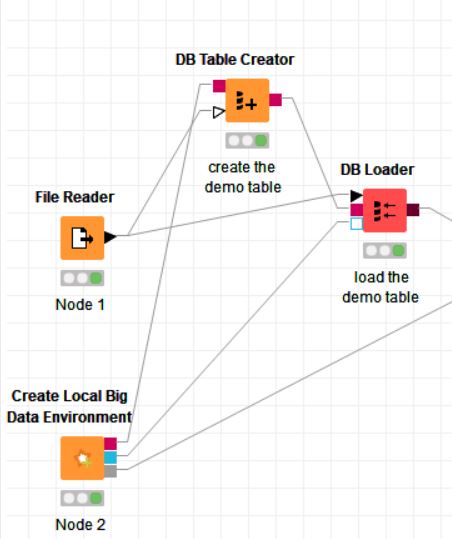 DB Table Creator
create the
demo table
DB Loader
load the
demo table
File Reader
Node 1
Create Local Big
Data Environment
Node 2